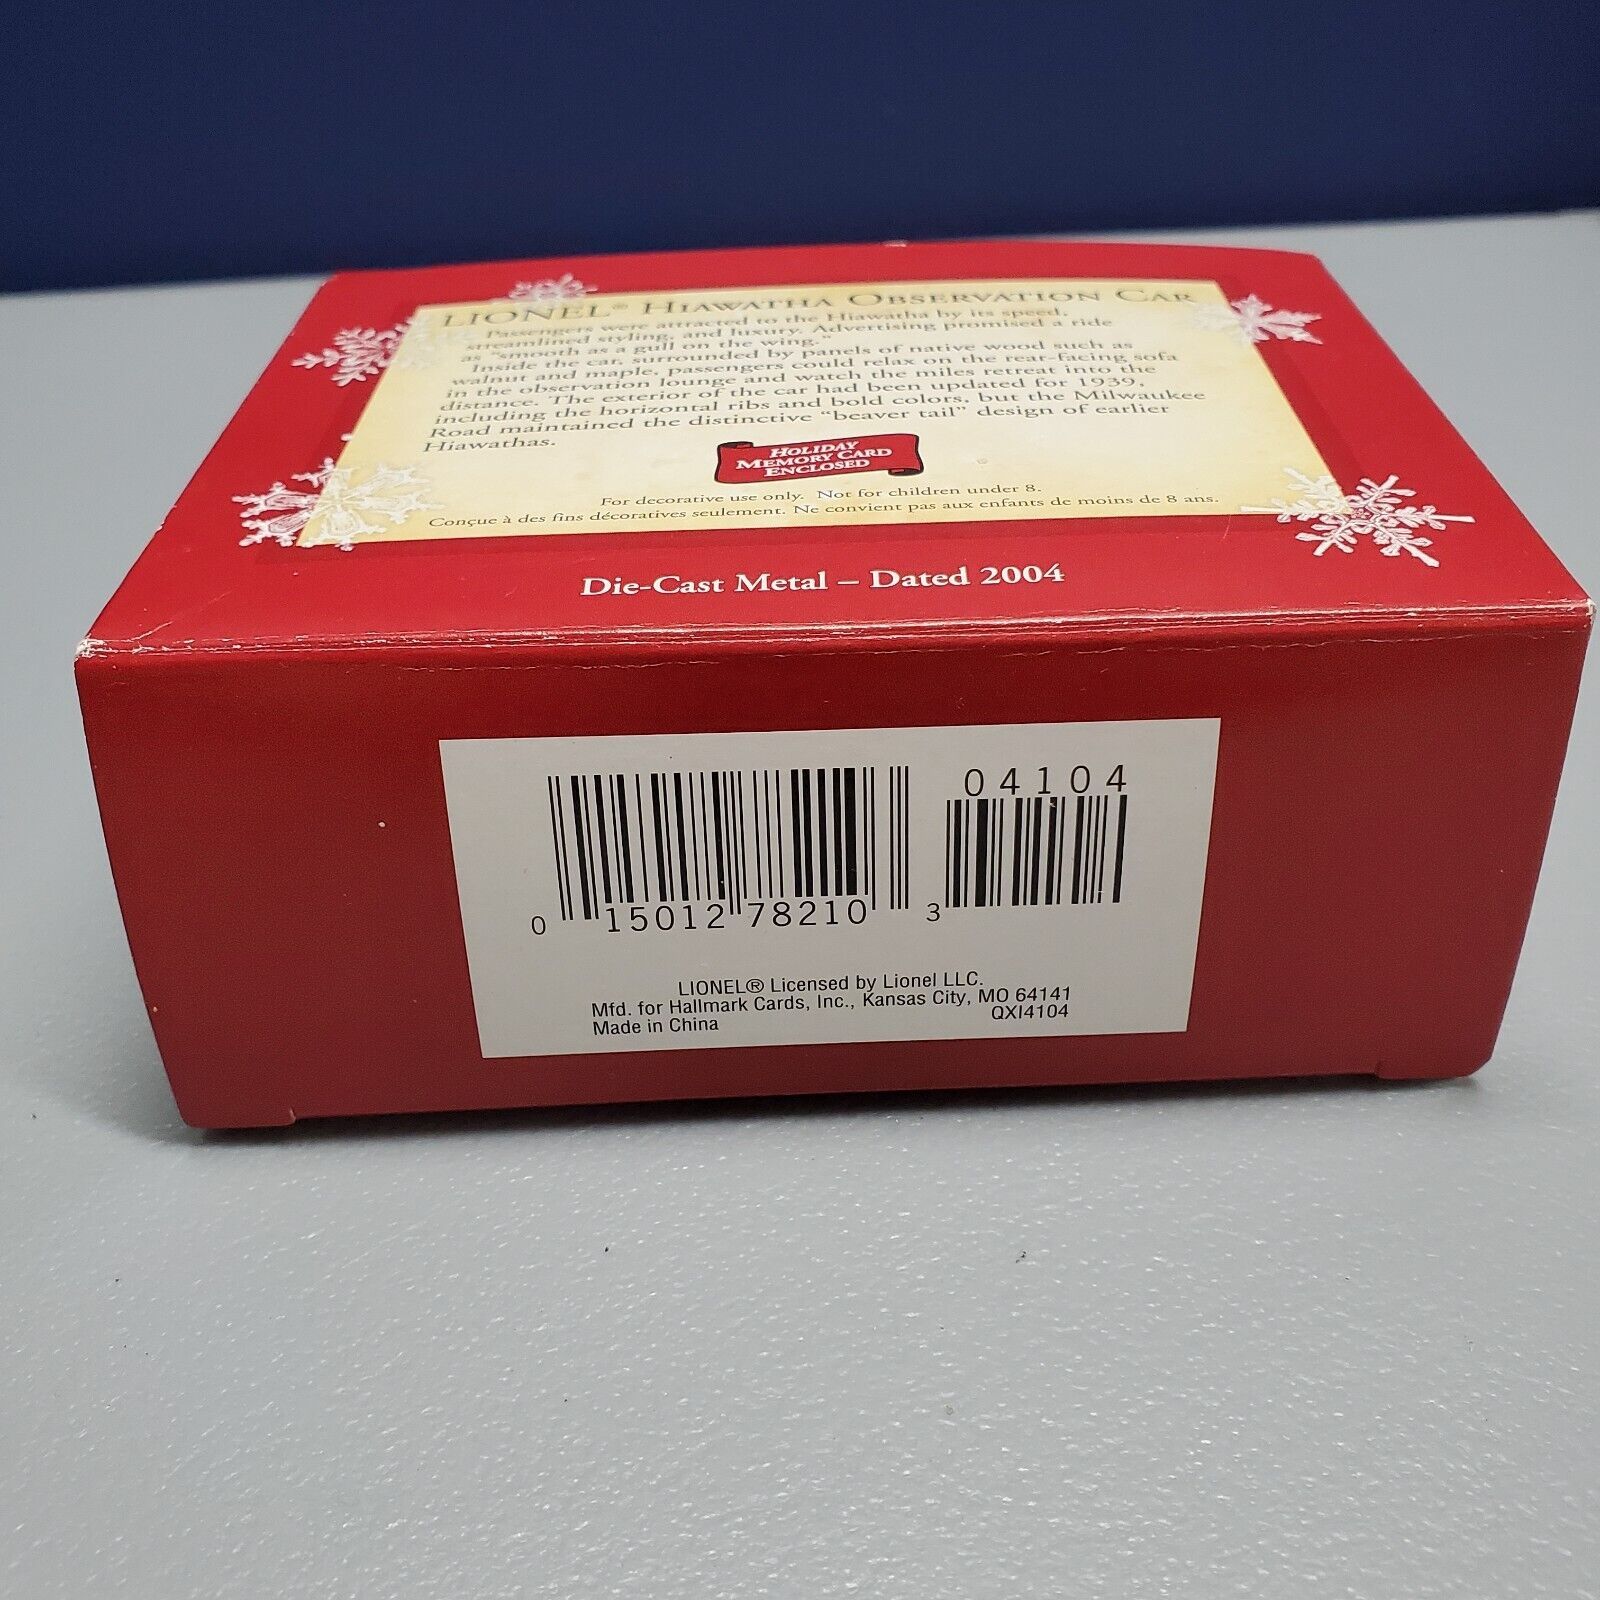 LIONEL® HIAWATHA OBSERVATION CAR
Passengers were attracted to the Hiawatha by its speed,
streamlined styling, and luxury. Advertising promised a ride
as "smooth as a gull on the wing."
Inside the car, surrounded by panels of native wood such as
walnut and maple, passengers could relax on the rear-facing sofa
in the observation lounge and watch the miles retreat into the
distance. The exterior of the car had been updated for 1939,
including the horizontal ribs and bold colors, but the Milwaukee
Road maintained the distinctive "beaver tail" design of earlier
Hiawathas.
HOLIDAY
MEMORY CARD
ENCLOSED
For decorative use only. Not for children under 8.
Conçue à des fins décoratives seulement. Ne convient pas aux enfants de moins de 8 ans.
Die-Cast Metal – Dated 2004
04104
0 15012 78210 3
LIONEL® Licensed by Lionel LLC.
Mfd. for Hallmark Cards, Inc., Kansas City, MO 64141
Made in China QXI4104